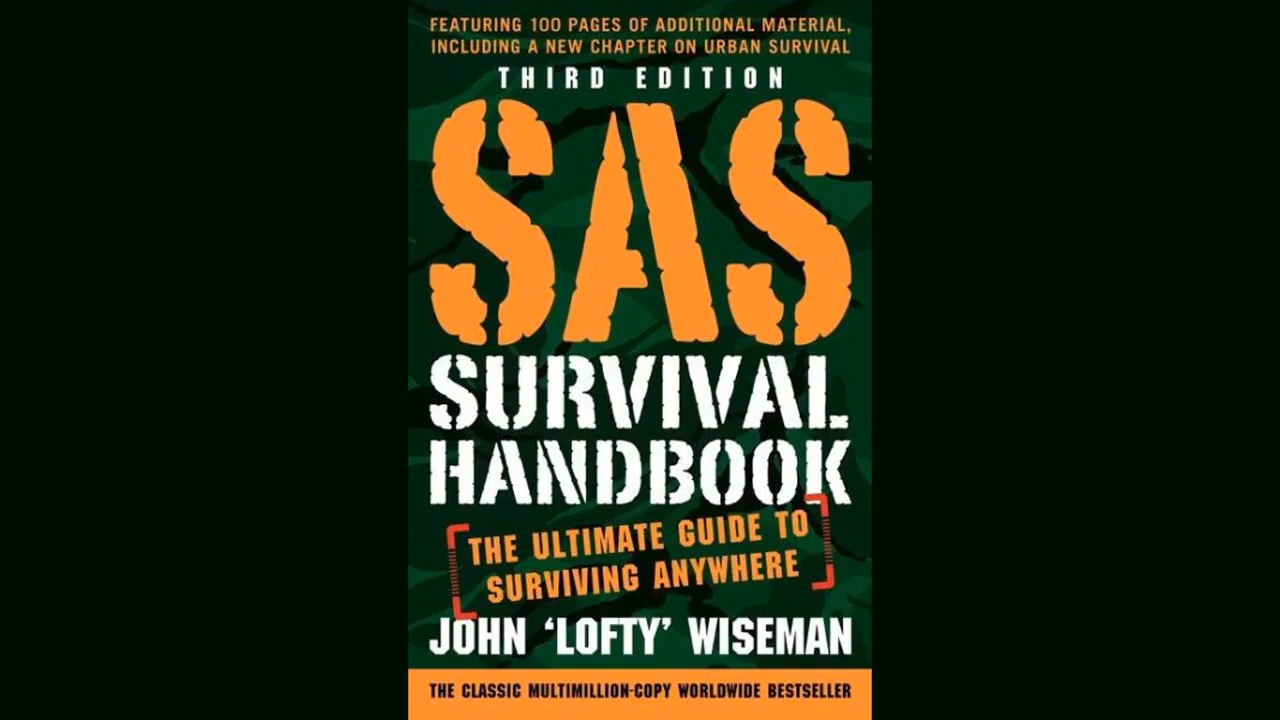 FEATURING 100 PAGES OF ADDITIONAL MATERIAL,
INCLUDING A NEW CHAPTER ON URBAN SURVIVAL
THIRD EDITION
SAS
SURVIVAL
HANDBOOK
THE ULTIMATE GUIDE TO
SURVIVING ANYWHERE
JOHN ‘LOFTY’ WISEMAN
THE CLASSIC MULTIMILLION-COPY WORLDWIDE BESTSELLER